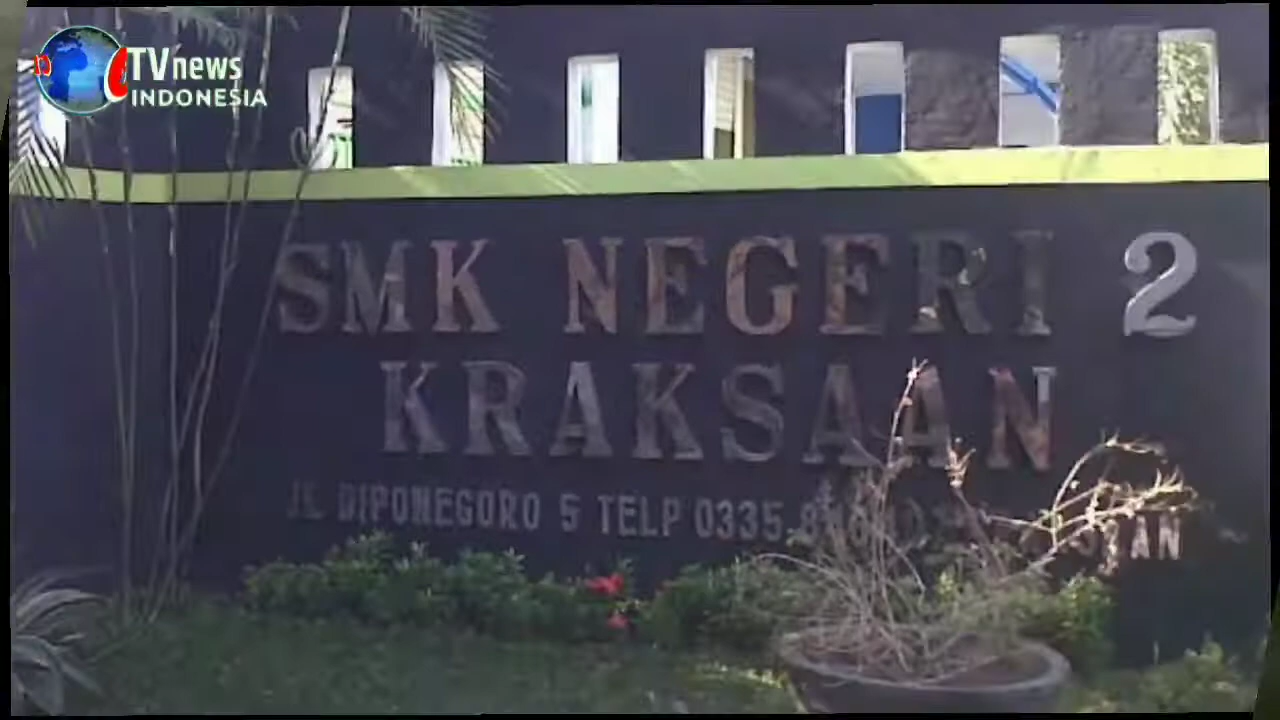 TVnews
INDONESIA
SMK NEGERI 2
KRAKSAAN
JL DIPONEGORO 5 TELP 0335